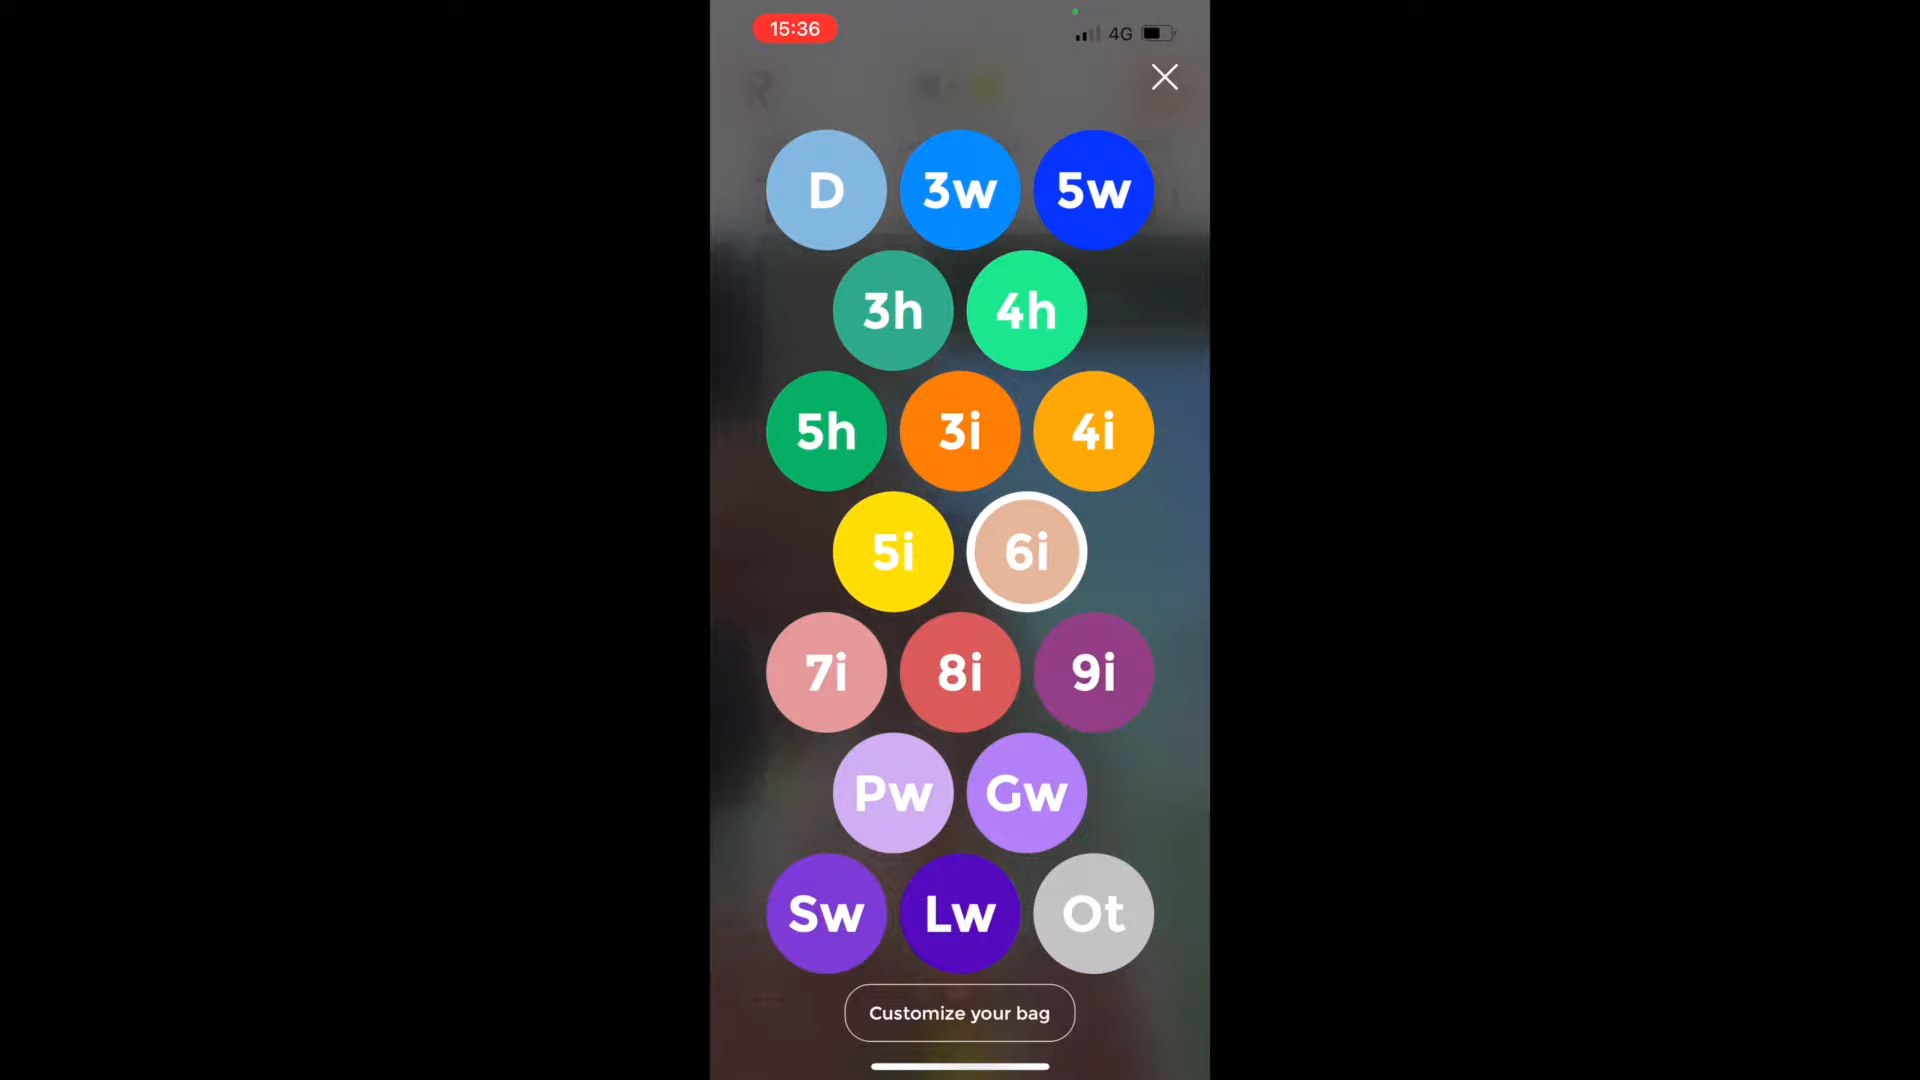 15:36
4G
D 3w 5w
3h 4h
5h 3i 4i
5i 6i
7i 8i 9i
Pw Gw
Sw Lw Ot
Customize your bag